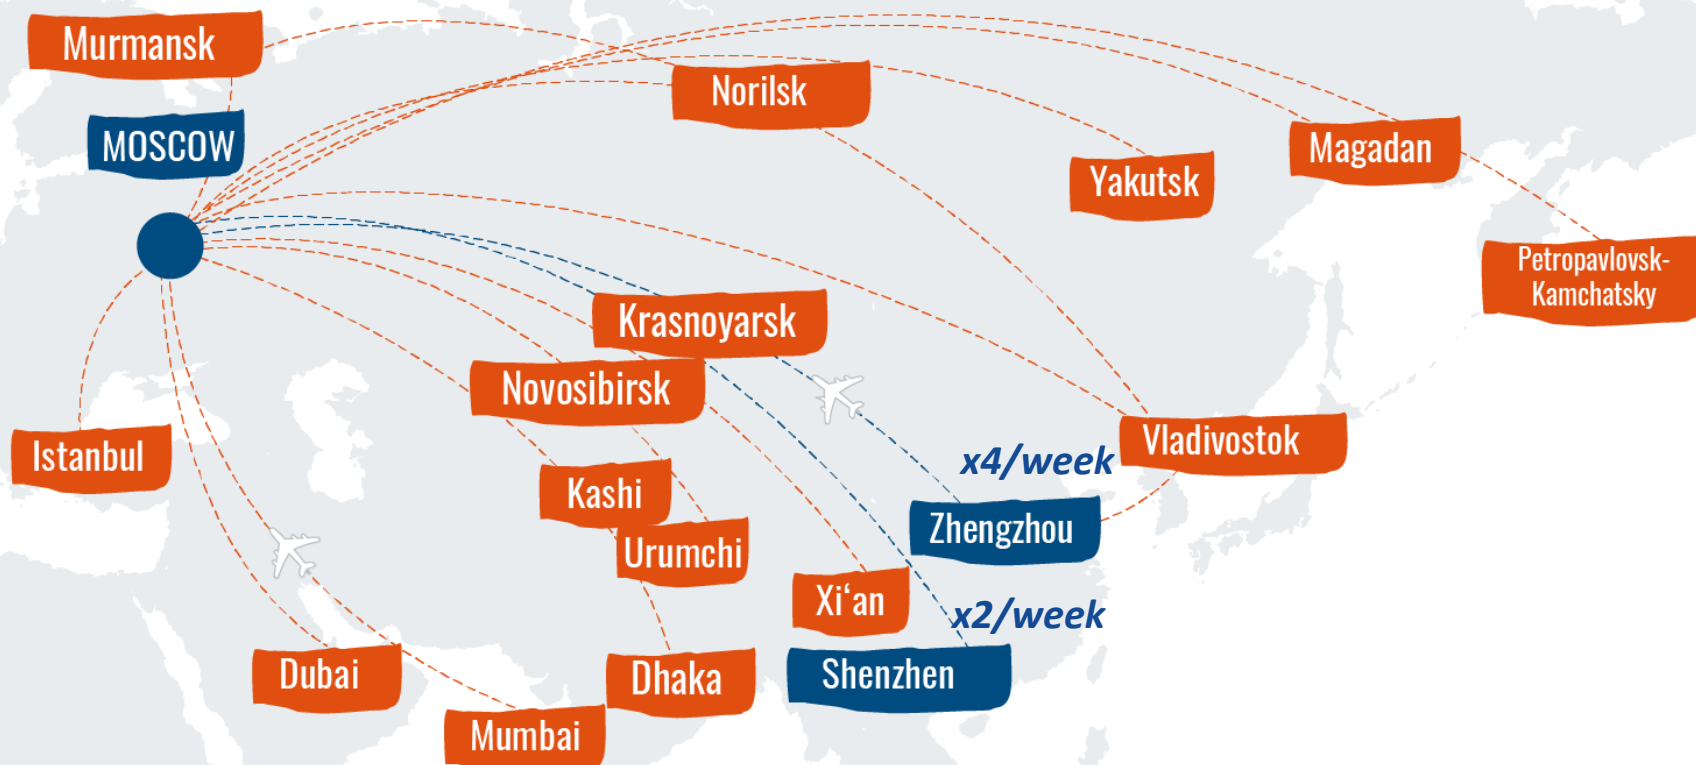 Murmansk
MOSCOW
Norilsk
Yakutsk
Magadan
Petropavlovsk-
Kamchatsky
Krasnoyarsk
Novosibirsk
Istanbul
Kashi
Urumchi
x4/week
Vladivostok
Zhengzhou
Xi‘an
x2/week
Dubai
Mumbai
Dhaka
Shenzhen